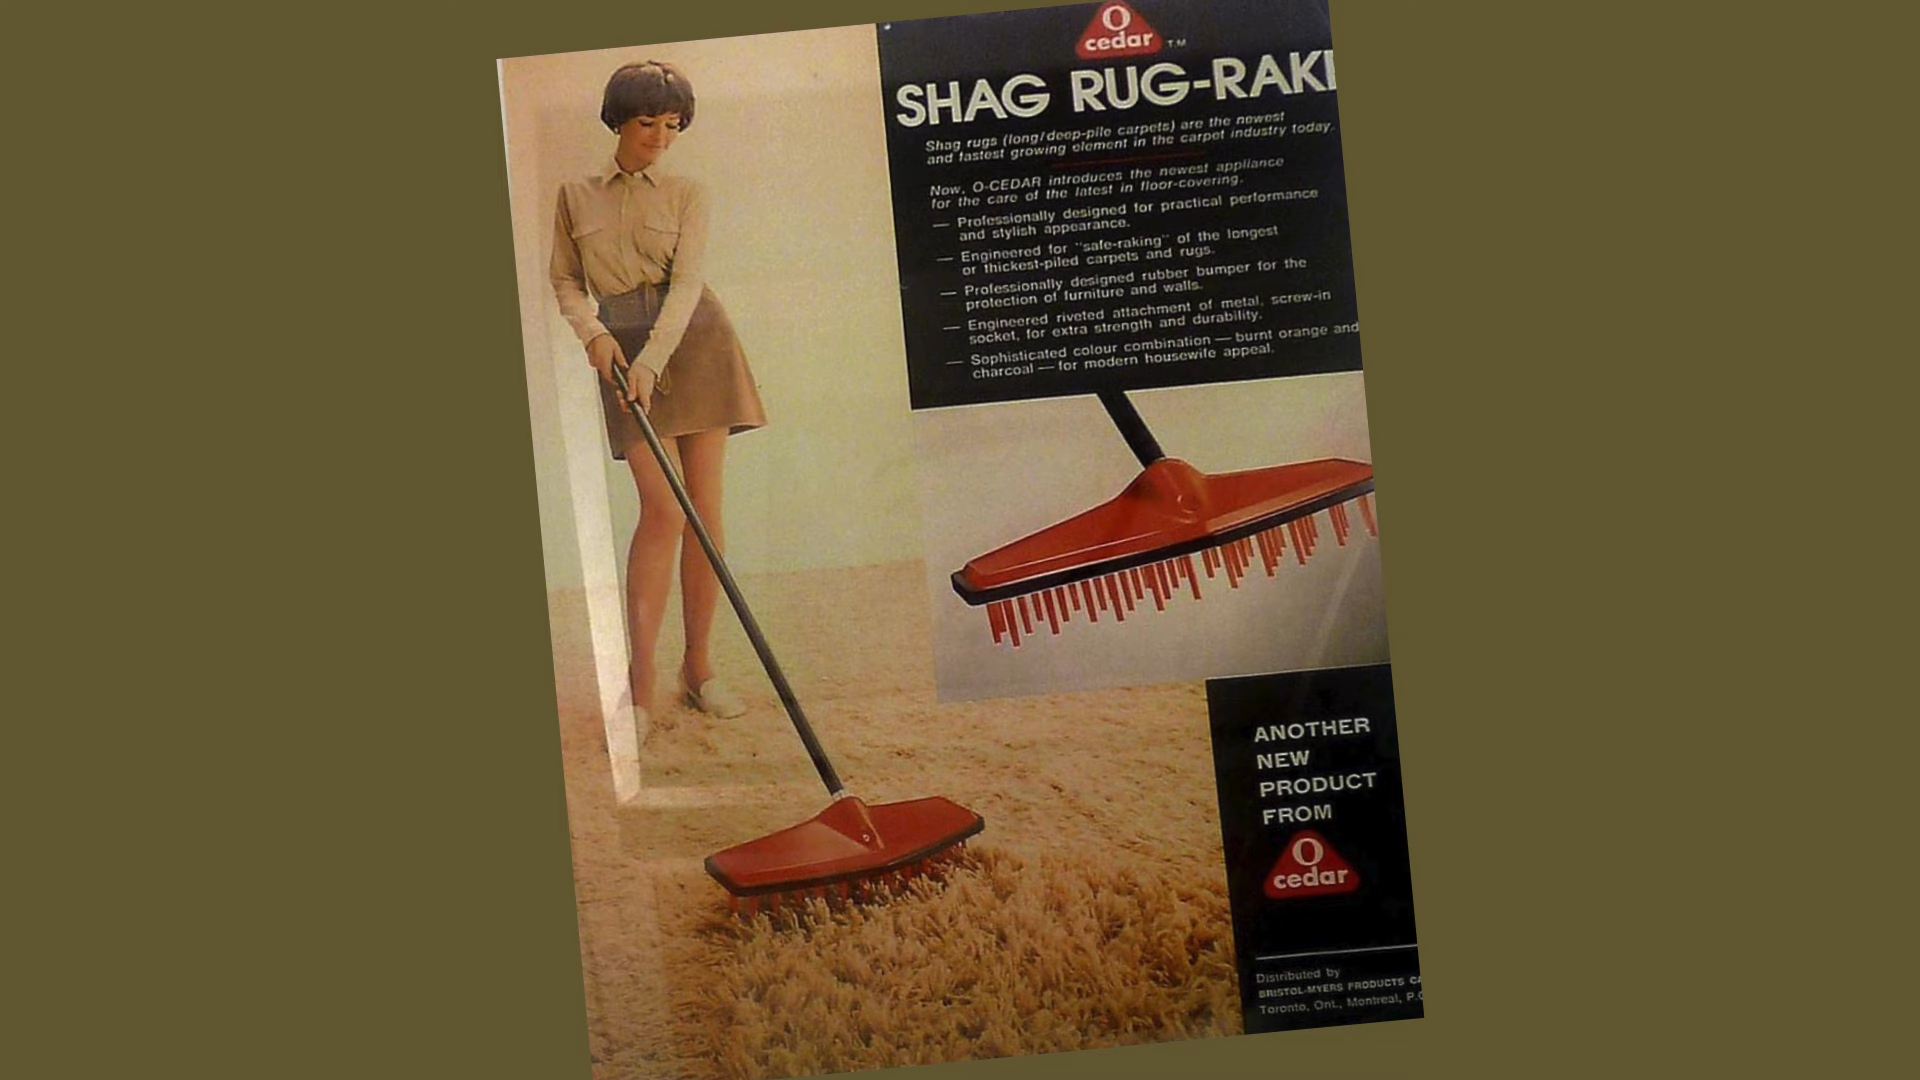 O
cedar TM
SHAG RUG-RAK
Shag rugs (long/deep-pile carpets) are the newest
and fastest growing element in the carpet industry today.
Now, O-CEDAR introduces the newest appliance
for the care of the latest in floor-covering.
— Professionally designed for practical performance
and stylish appearance.
— Engineered for "safe-raking" of the longest
or thickest-piled carpets and rugs.
— Professionally designed rubber bumper for the
protection of furniture and walls.
— Engineered riveted attachment of metal, screw-in
socket, for extra strength and durability.
— Sophisticated colour combination — burnt orange and
charcoal — for modern housewife appeal.
ANOTHER
NEW
PRODUCT
FROM
O
cedar
Distributed by
BRISTOL-MYERS PRODUCTS CA
Toronto, Ont., Montreal, P.Q